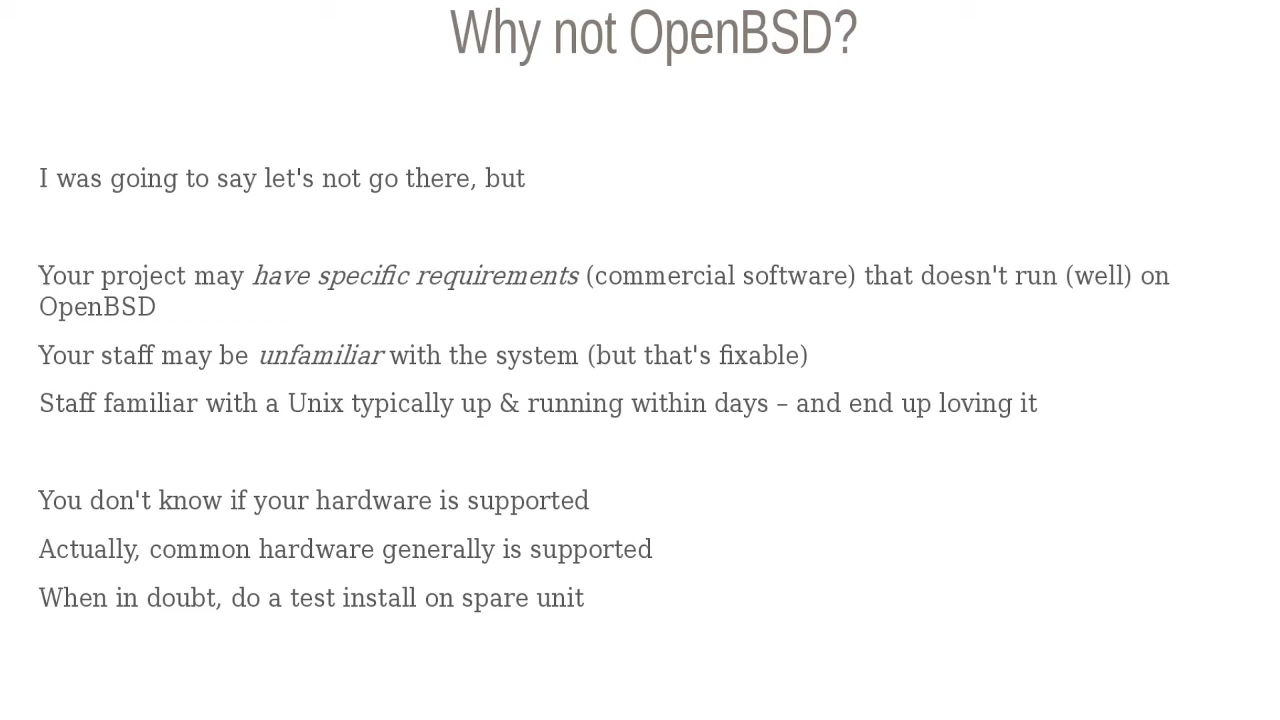 Why not OpenBSD?
I was going to say let's not go there, but
Your project may have specific requirements (commercial software) that doesn't run (well) on
OpenBSD
Your staff may be unfamiliar with the system (but that's fixable)
Staff familiar with a Unix typically up & running within days – and end up loving it
You don't know if your hardware is supported
Actually, common hardware generally is supported
When in doubt, do a test install on spare unit